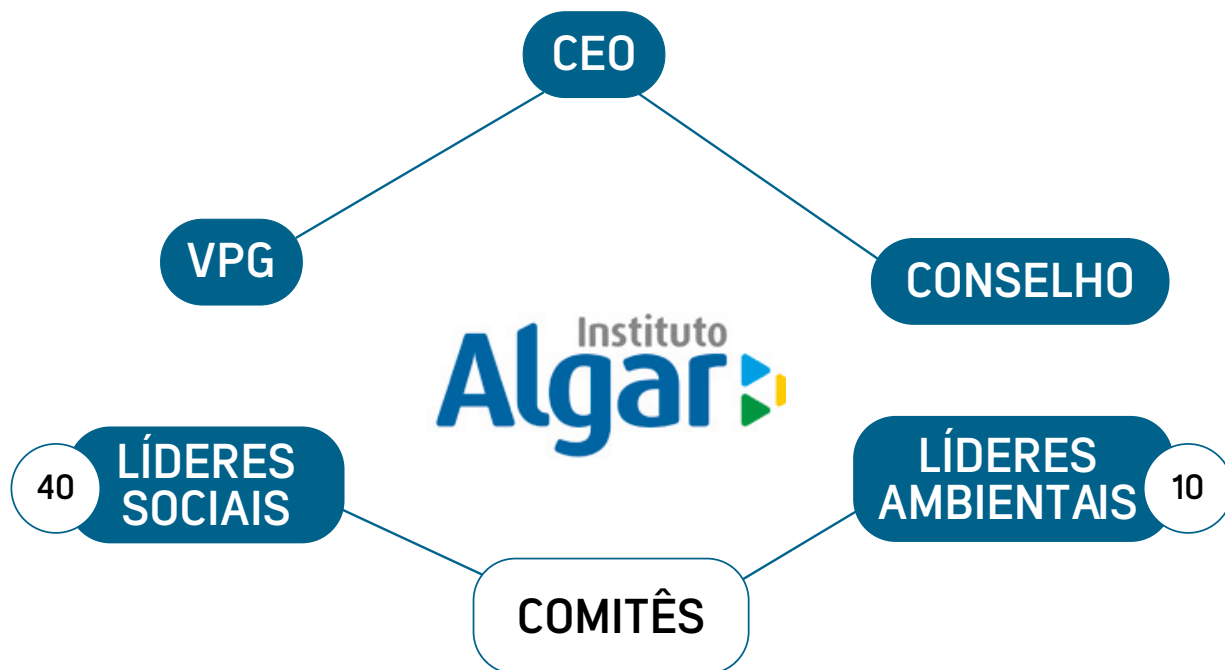 CEO
VPG
CONSELHO
Instituto
Algar
40
LÍDERES
SOCIAIS
LÍDERES
AMBIENTAIS
10
COMITÊS